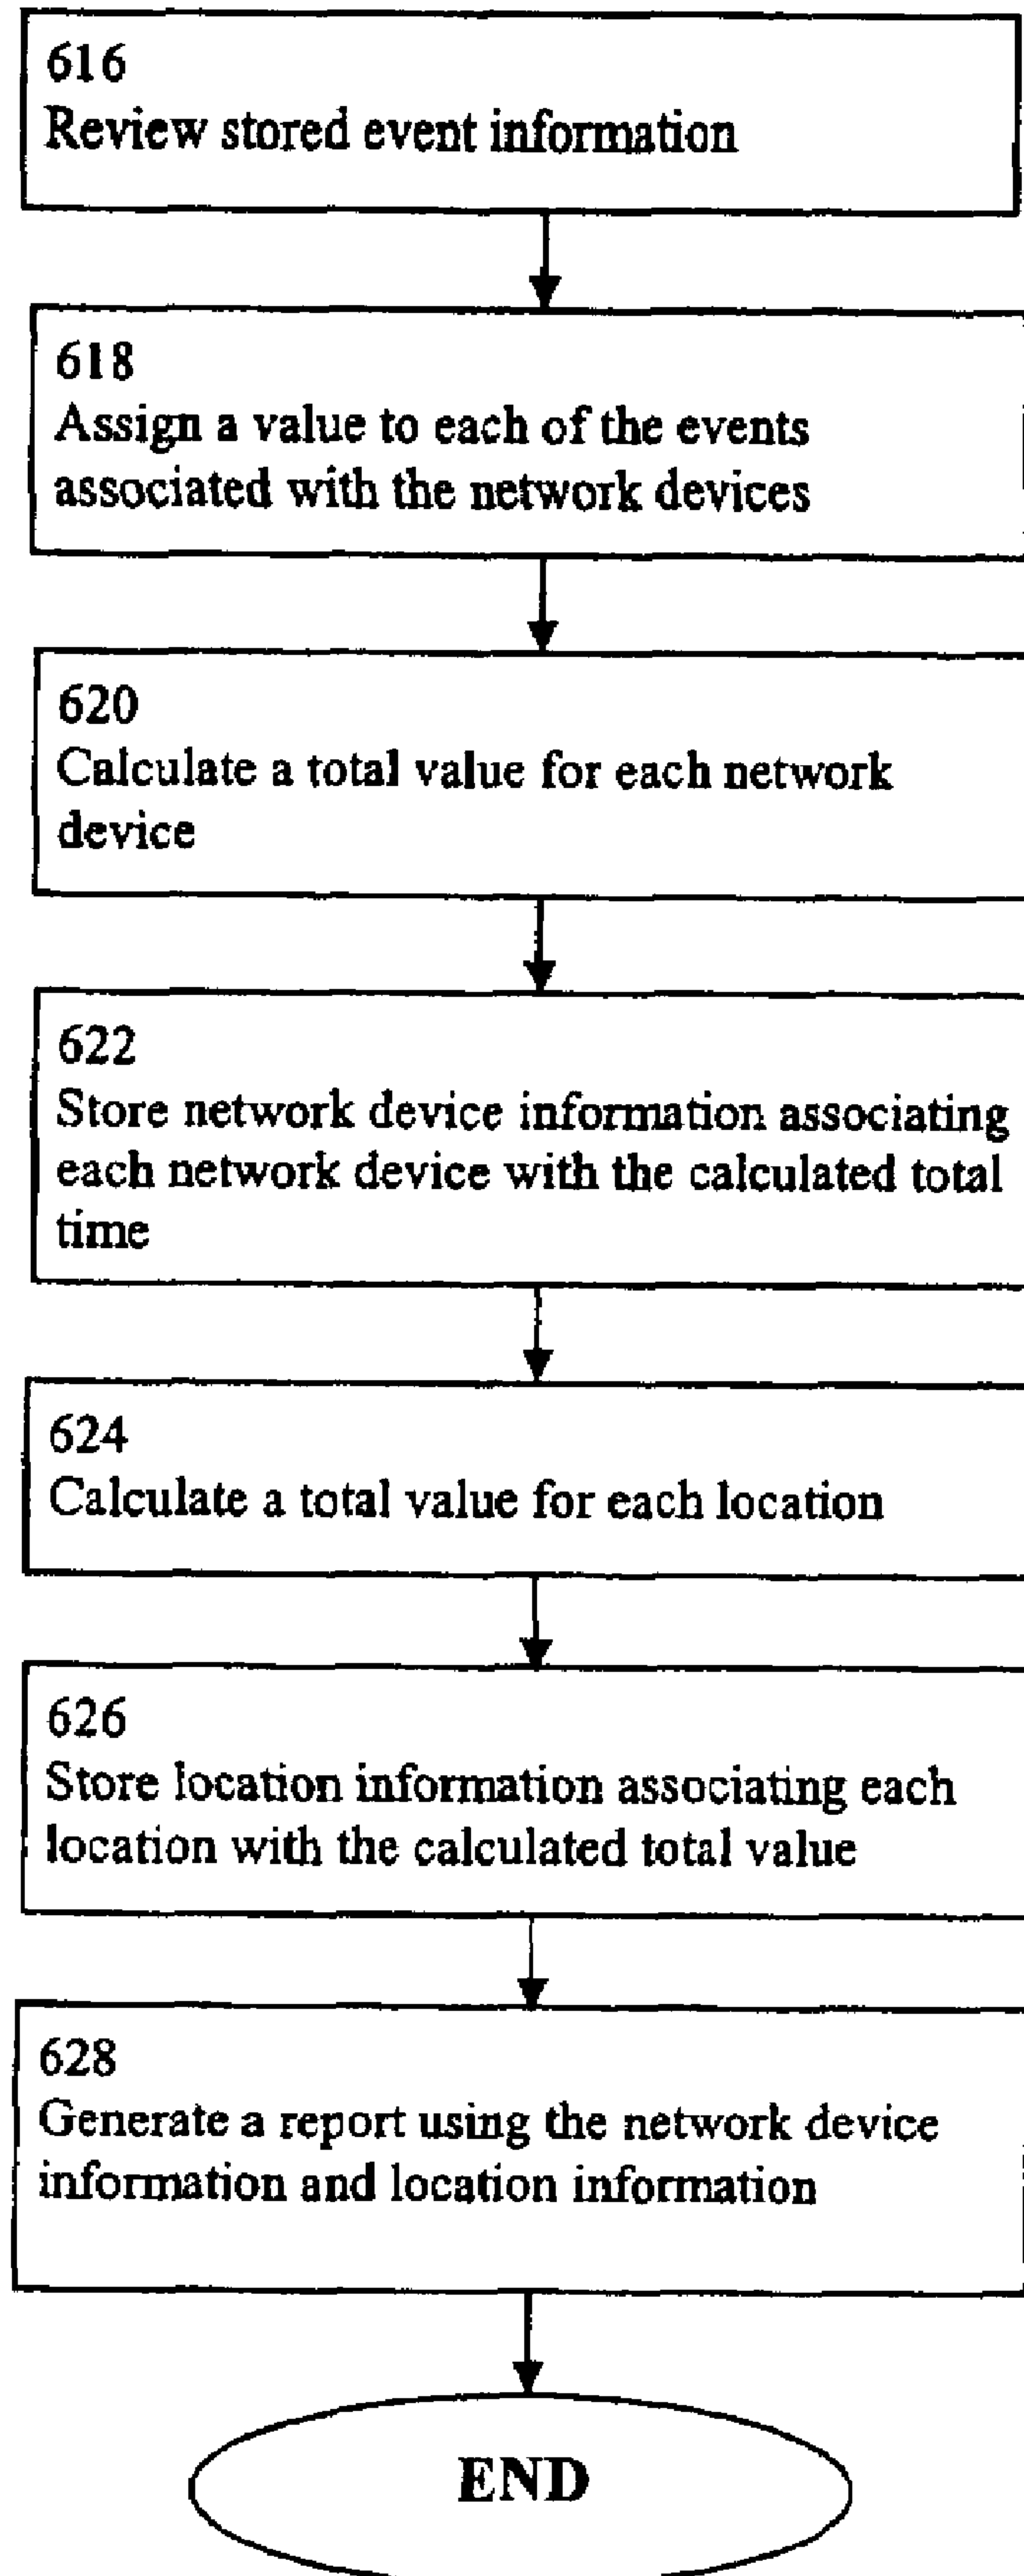 616
Review stored event information
618
Assign a value to each of the events
associated with the network devices
620
Calculate a total value for each network
device
622
Store network device information associating
each network device with the calculated total
time
624
Calculate a total value for each location
626
Store location information associating each
location with the calculated total value
628
Generate a report using the network device
information and location information
END